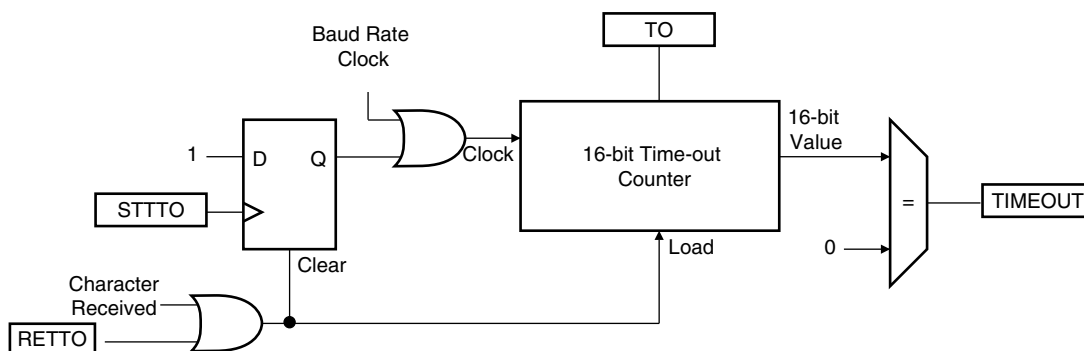 TO
Baud Rate
Clock
16-bit
Value
1
D
Q
Clock
16-bit Time-out
Counter
STTTO
=
TIMEOUT
Clear
Load
0
Character
Received
RETTO